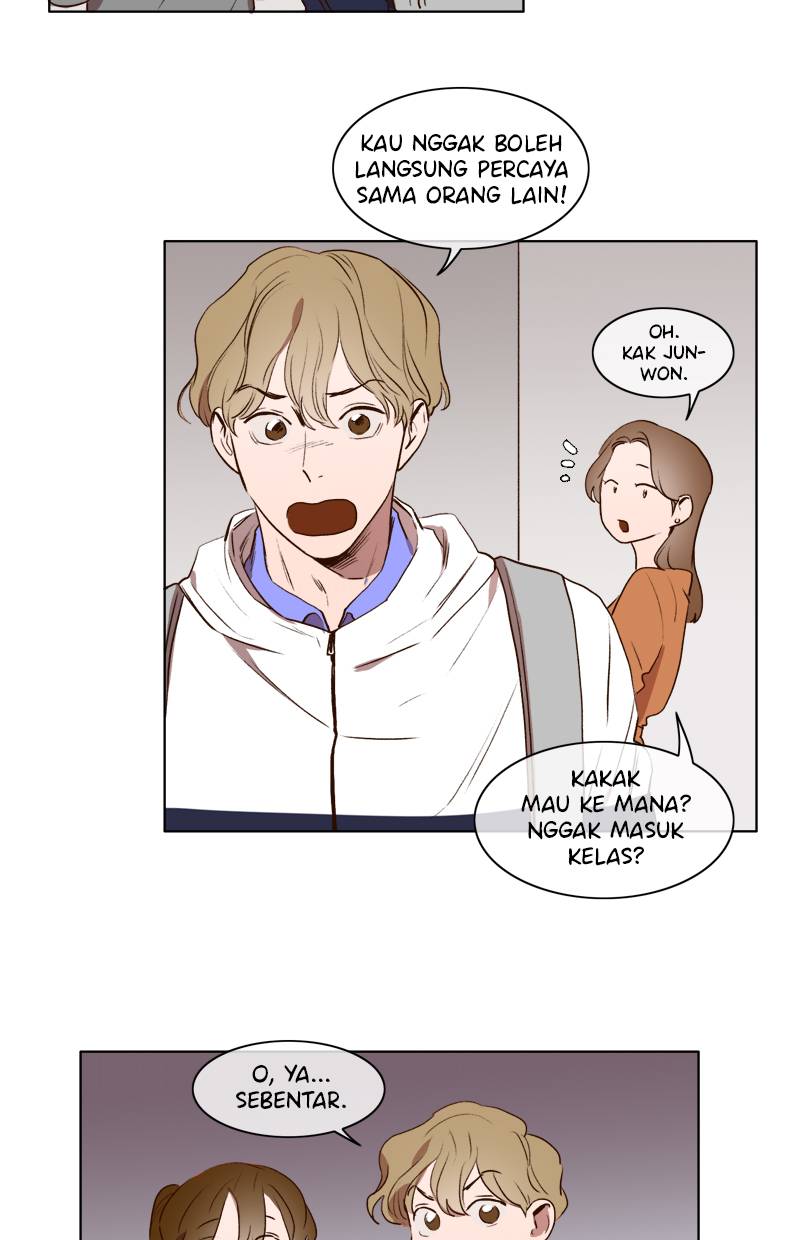 KAU NGGAK BOLEH
LANGSUNG PERCAYA
SAMA ORANG LAIN!
OH.
KAK JUN-
WON.
KAKAK
MAU KE MANA?
NGGAK MASUK
KELAS?
O, YA...
SEBENTAR.